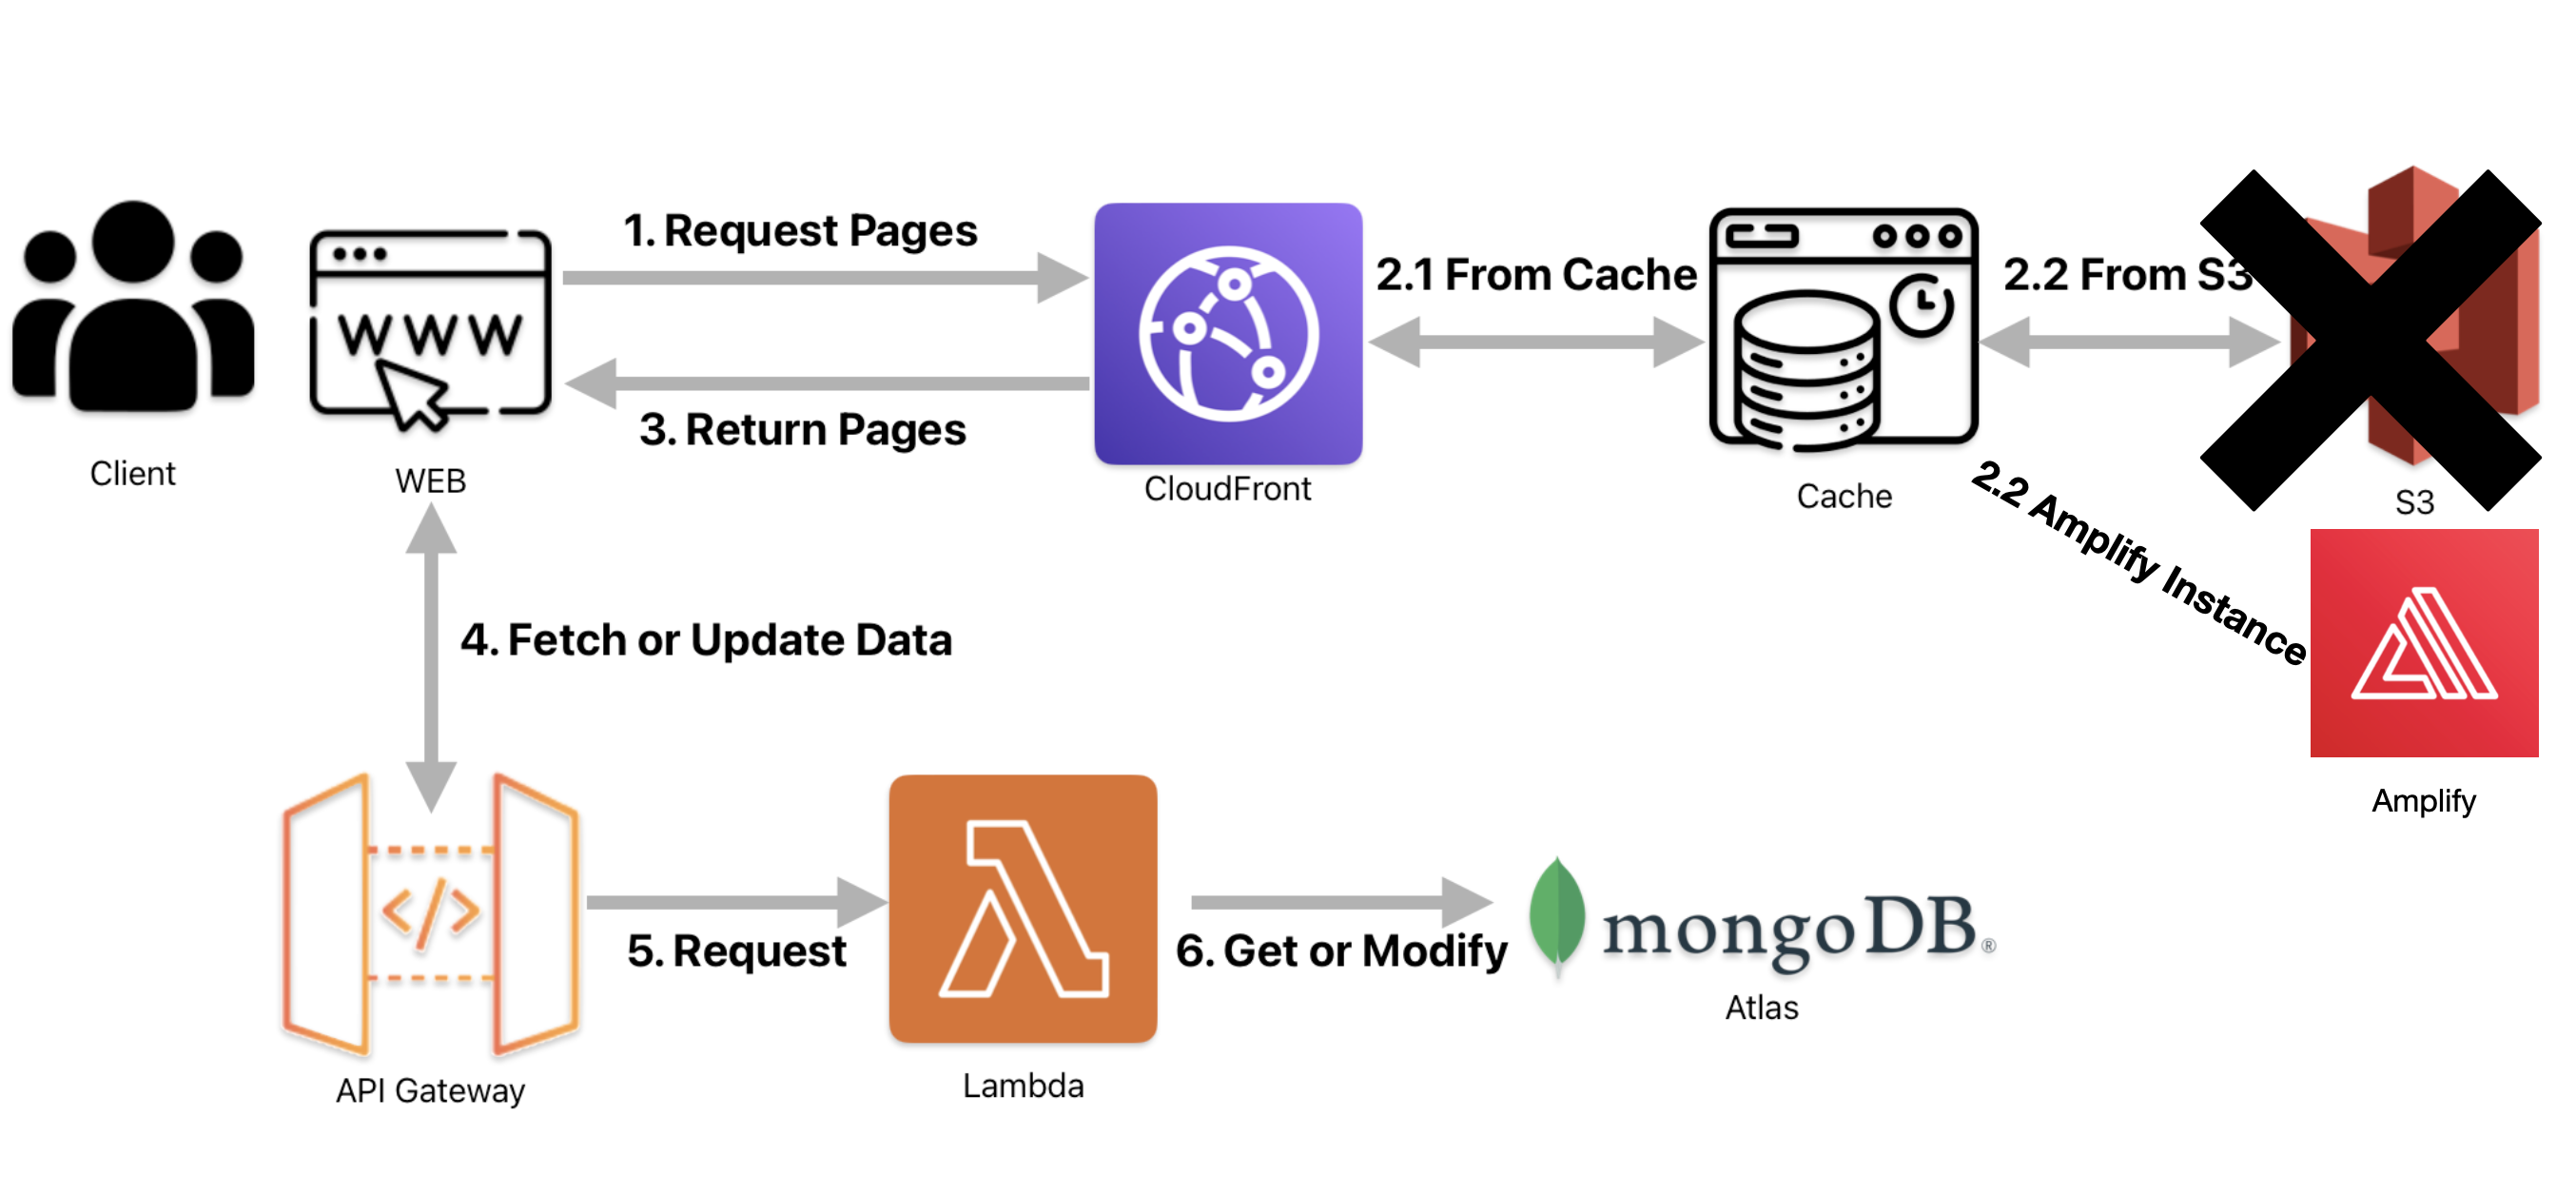 1. Request Pages
2.1 From Cache
2.2 From S3
WWW
3. Return Pages
Client
WEB
CloudFront
Cache
S3
2.2 Amplify Instance
4. Fetch or Update Data
Amplify
</>
5. Request
6. Get or Modify
mongoDB®
Atlas
API Gateway
Lambda